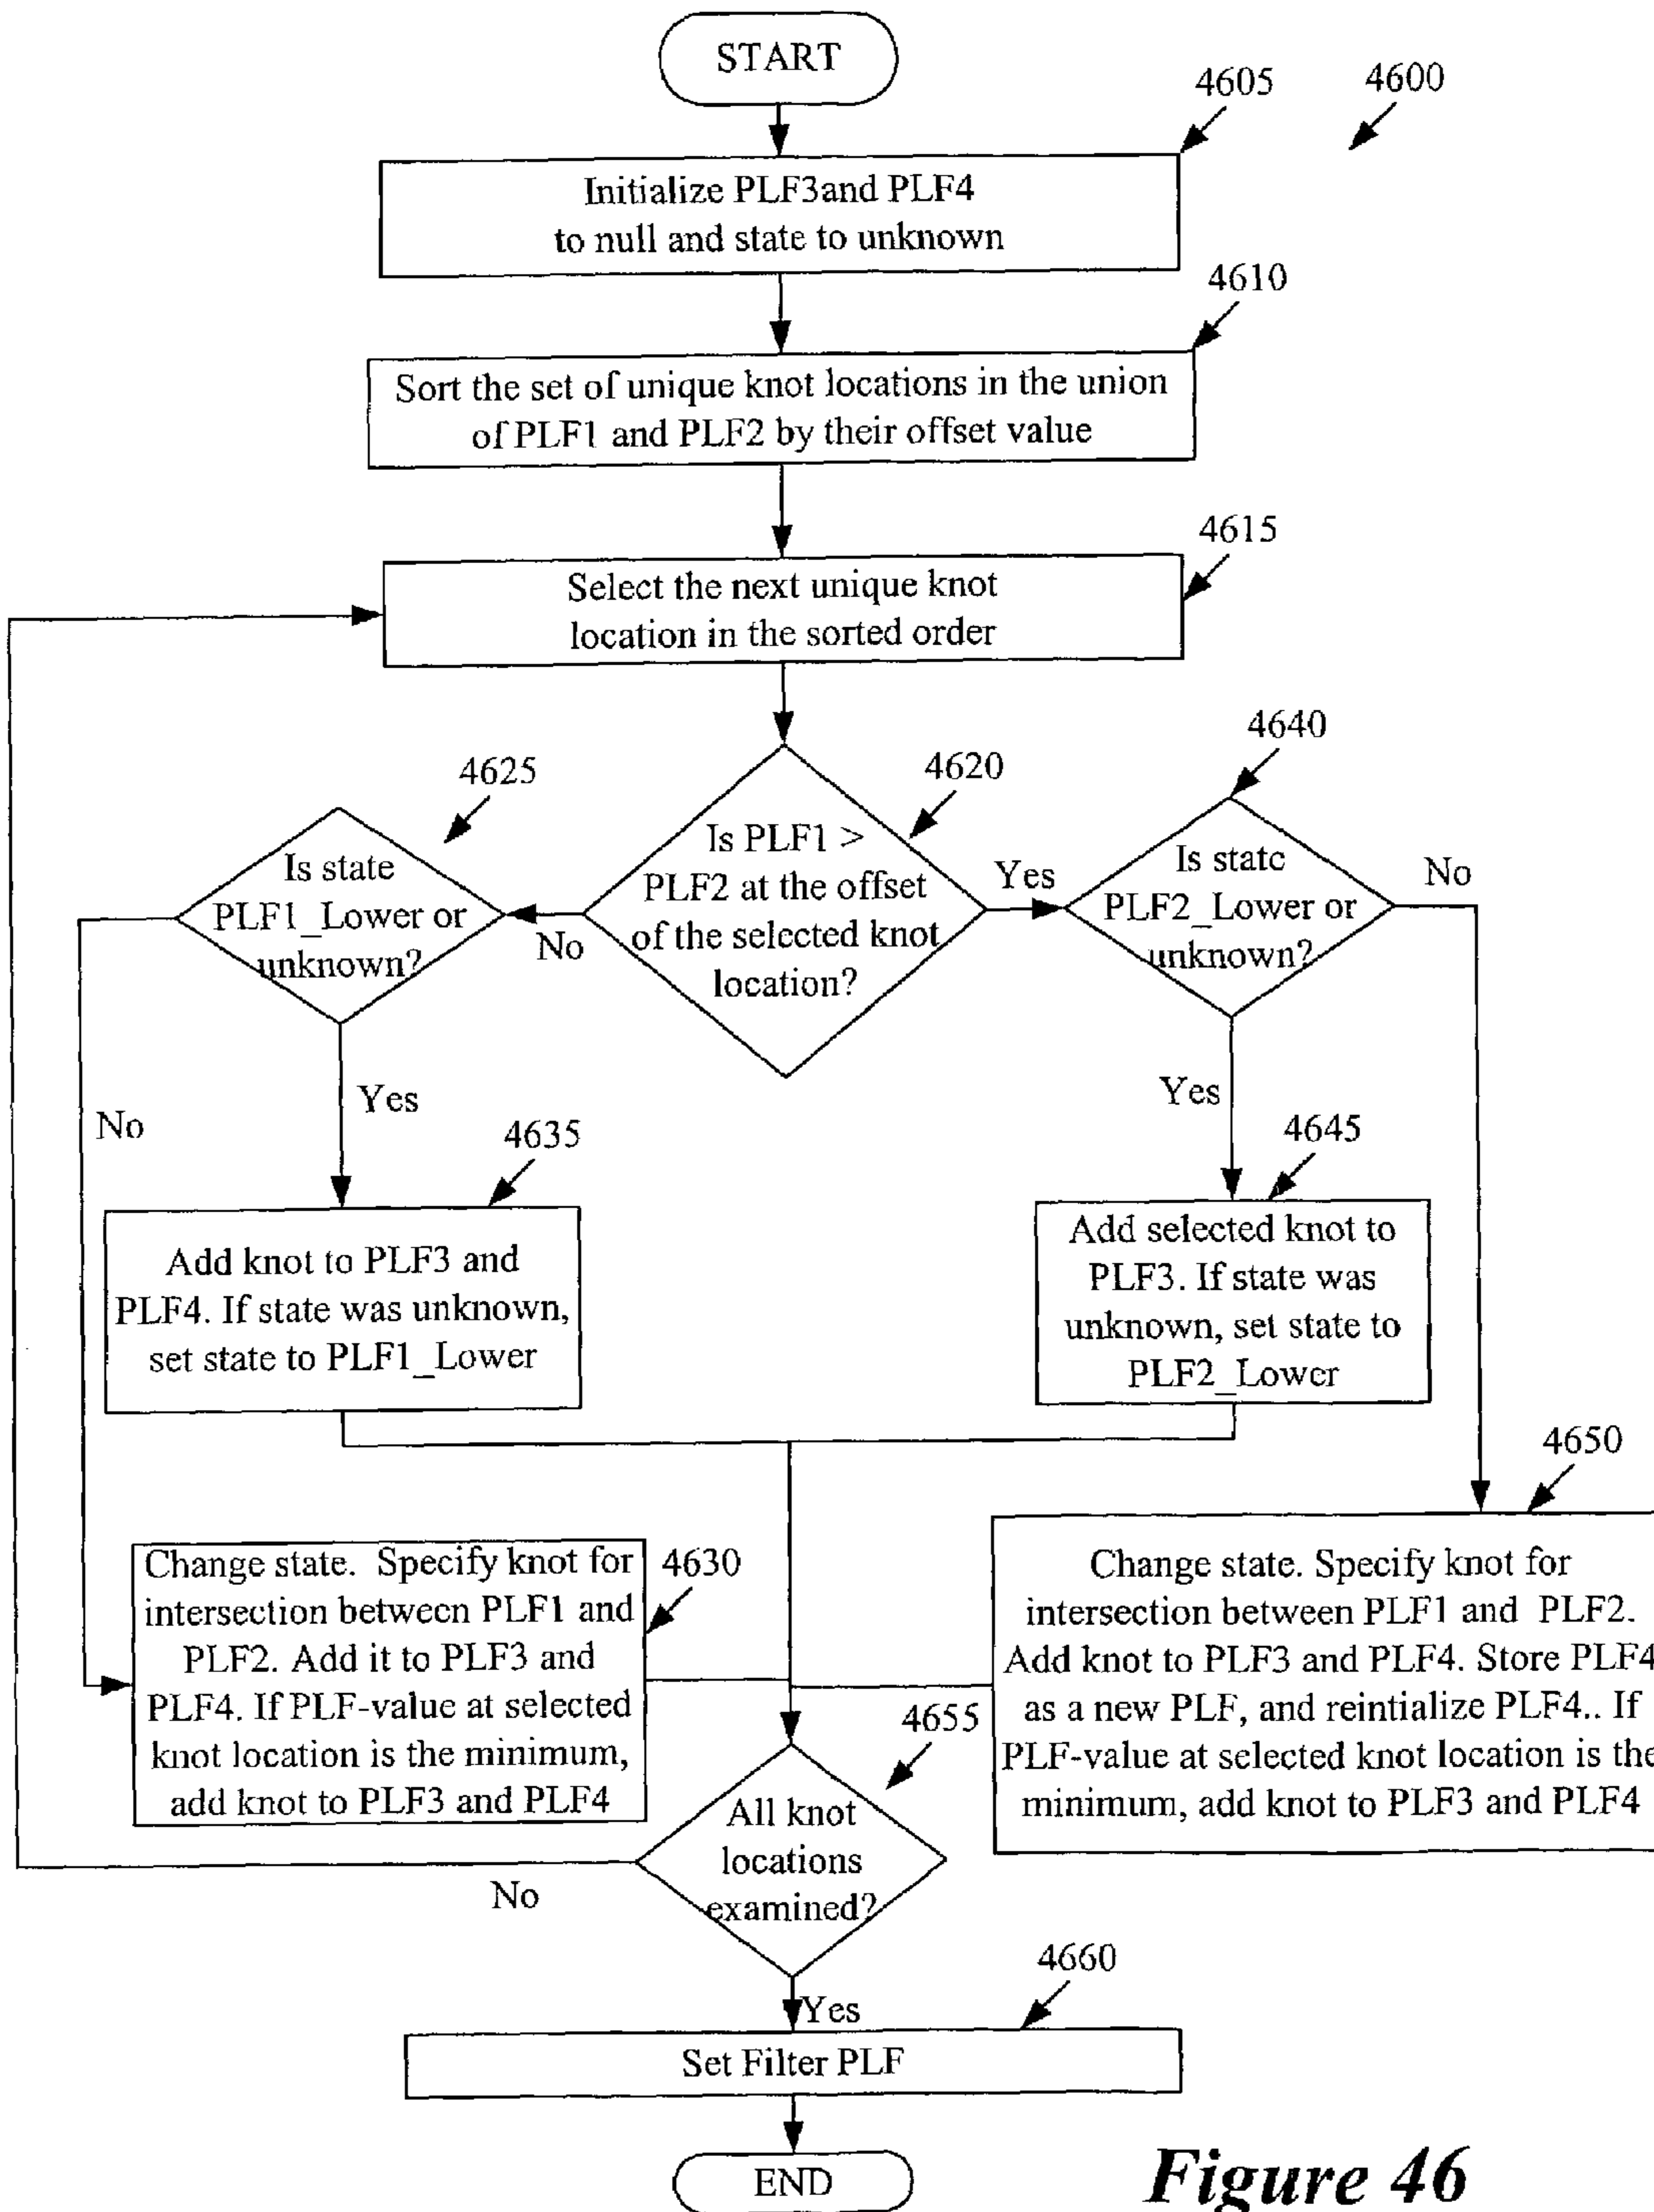 START
4605
4600
Initialize PLF3and PLF4
to null and state to unknown
4610
Sort the set of unique knot locations in the union
of PLF1 and PLF2 by their offset value
4615
Select the next unique knot
location in the sorted order
4625
4620
4640
Is state
PLF1_Lower or
unknown?
No
Is PLF1 >
PLF2 at the offset
of the selected knot
location?
Yes
Is state
PLF2_Lower or
unknown?
No
No
Yes
Yes
4635
4645
Add knot to PLF3 and
PLF4. If state was unknown,
set state to PLF1_Lower
Add selected knot to
PLF3. If state was
unknown, set state to
PLF2_Lower
4650
4630
Change state. Specify knot for
intersection between PLF1 and
PLF2. Add it to PLF3 and
PLF4. If PLF-value at selected
knot location is the minimum,
add knot to PLF3 and PLF4
Change state. Specify knot for
intersection between PLF1 and PLF2.
Add knot to PLF3 and PLF4. Store PLF4
as a new PLF, and reintialize PLF4.. If
PLF-value at selected knot location is the
minimum, add knot to PLF3 and PLF4
4655
All knot
locations
examined?
No
Yes
4660
Set Filter PLF
END
Figure 46